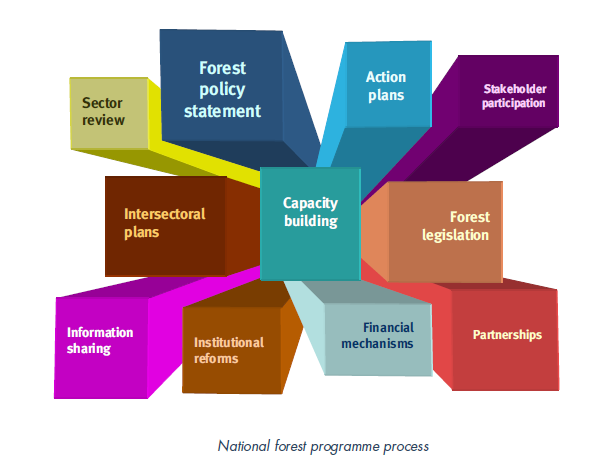 Forest
policy
statement
Action
plans
Stakeholder
participation
Sector
review
Capacity
building
Intersectoral
plans
Forest
legislation
Information
sharing
Institutional
reforms
Financial
mechanisms
Partnerships
National forest programme process